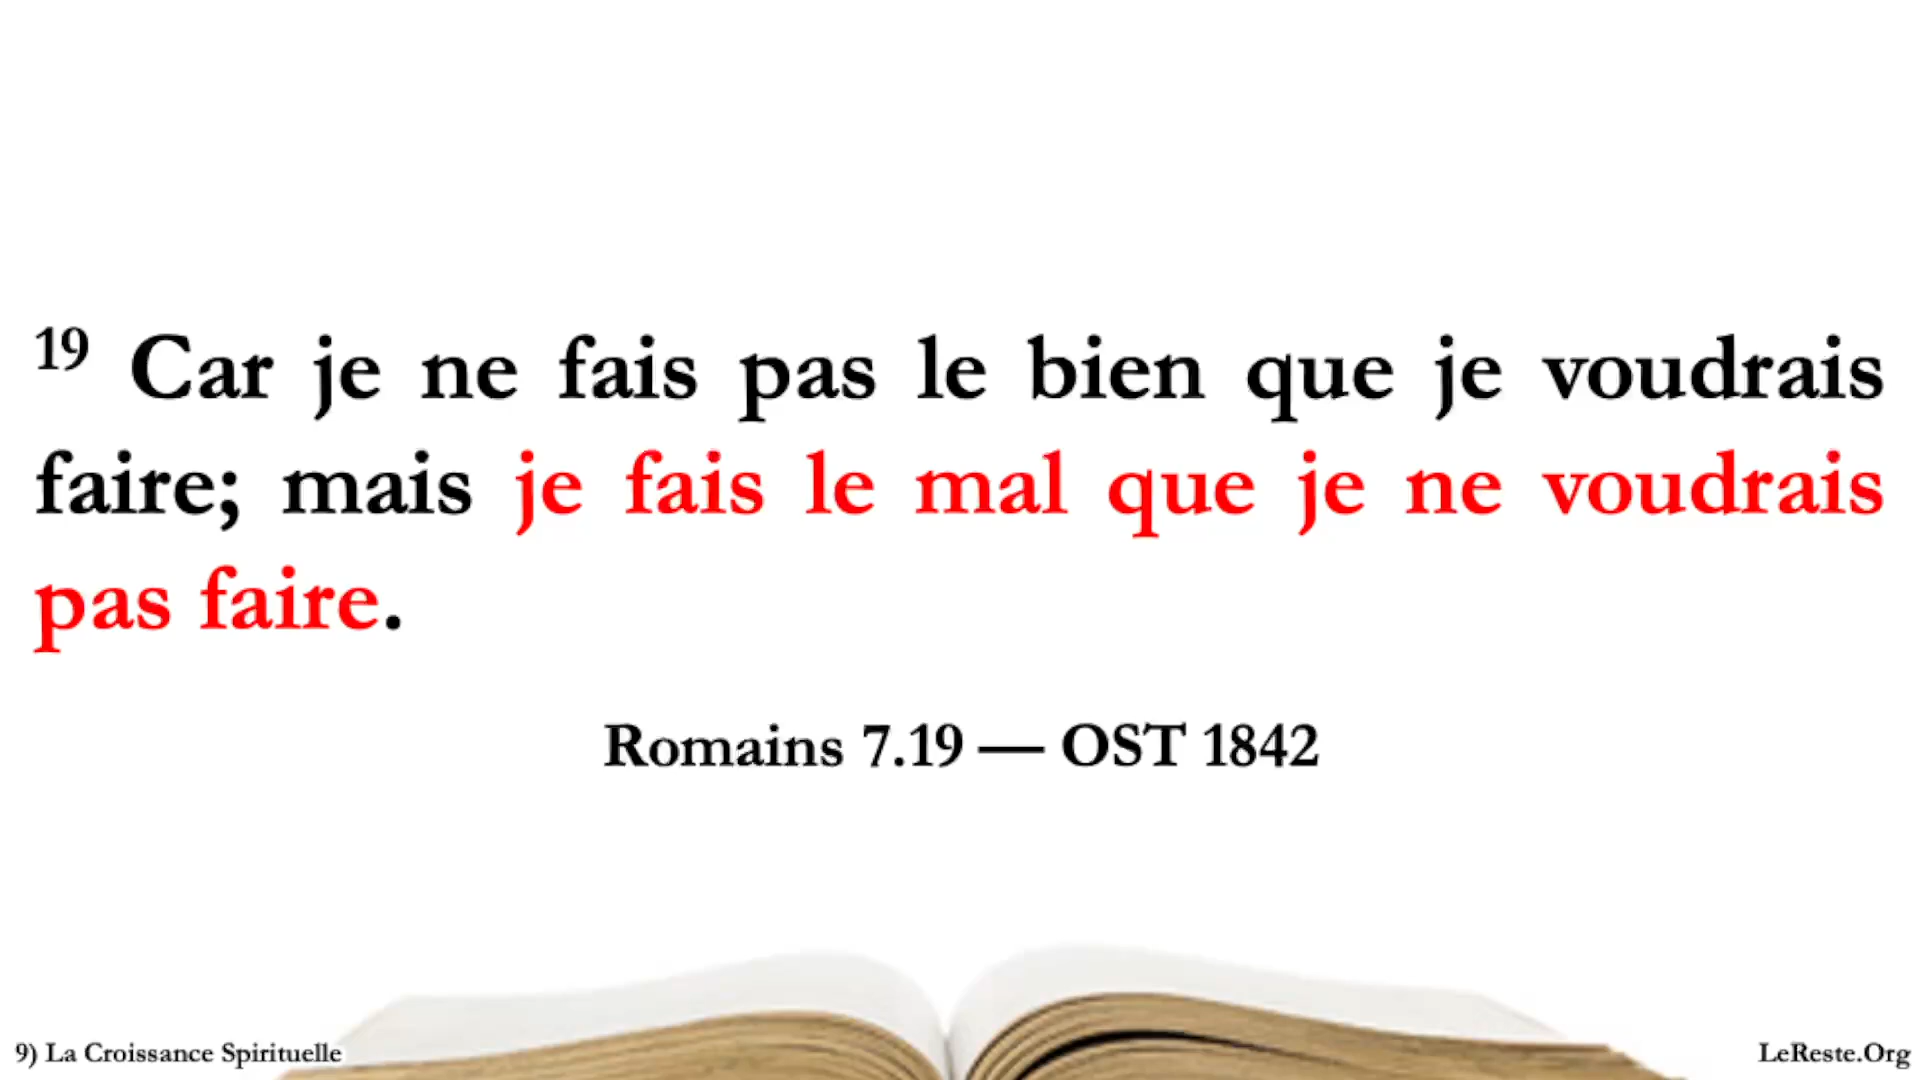 19 Car je ne fais pas le bien que je voudrais
faire; mais je fais le mal que je ne voudrais
pas faire.
Romains 7.19 — OST 1842
9) La Croissance Spirituelle
LeReste.Org